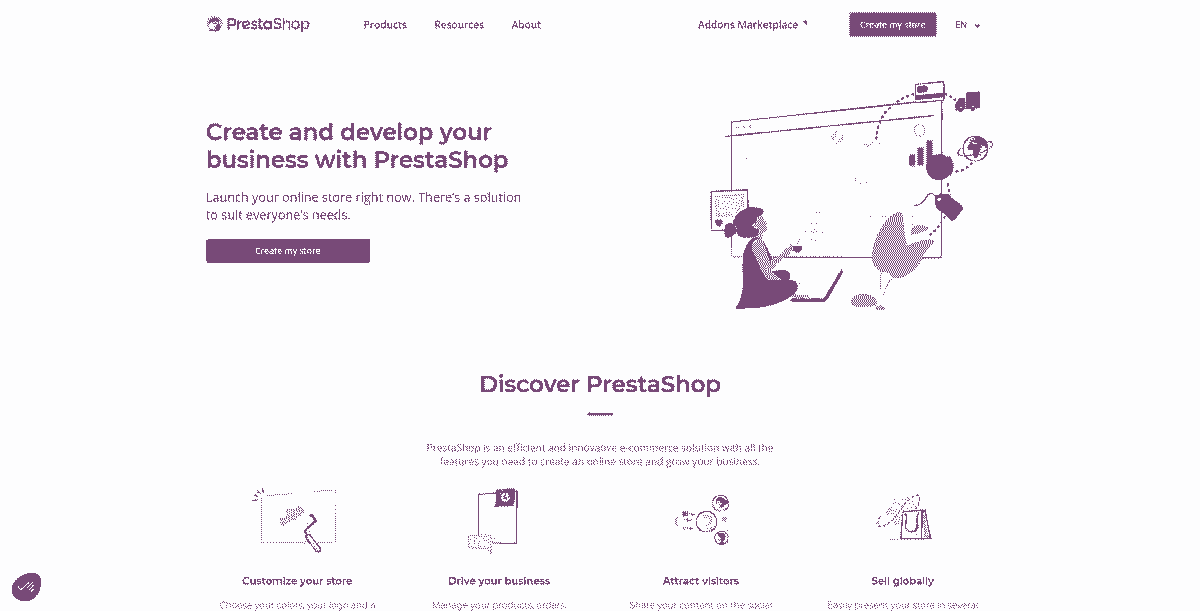 PrestaShop
Products
Resources
About
Addons Marketplace
Create my store
EN
Create and develop your
business with PrestaShop
Launch your online store right now. There's a solution
to suit everyone's needs.
Create my store
Discover PrestaShop
PrestaShop is an efficient and innovative e-commerce solution with all the
features you need to create an online store and grow your business.
Customize your store
Drive your business
Attract visitors
Sell globally
Choose your colors, your logo and a
Manage your products, orders,
Share your content on the social
Easily present your store in several